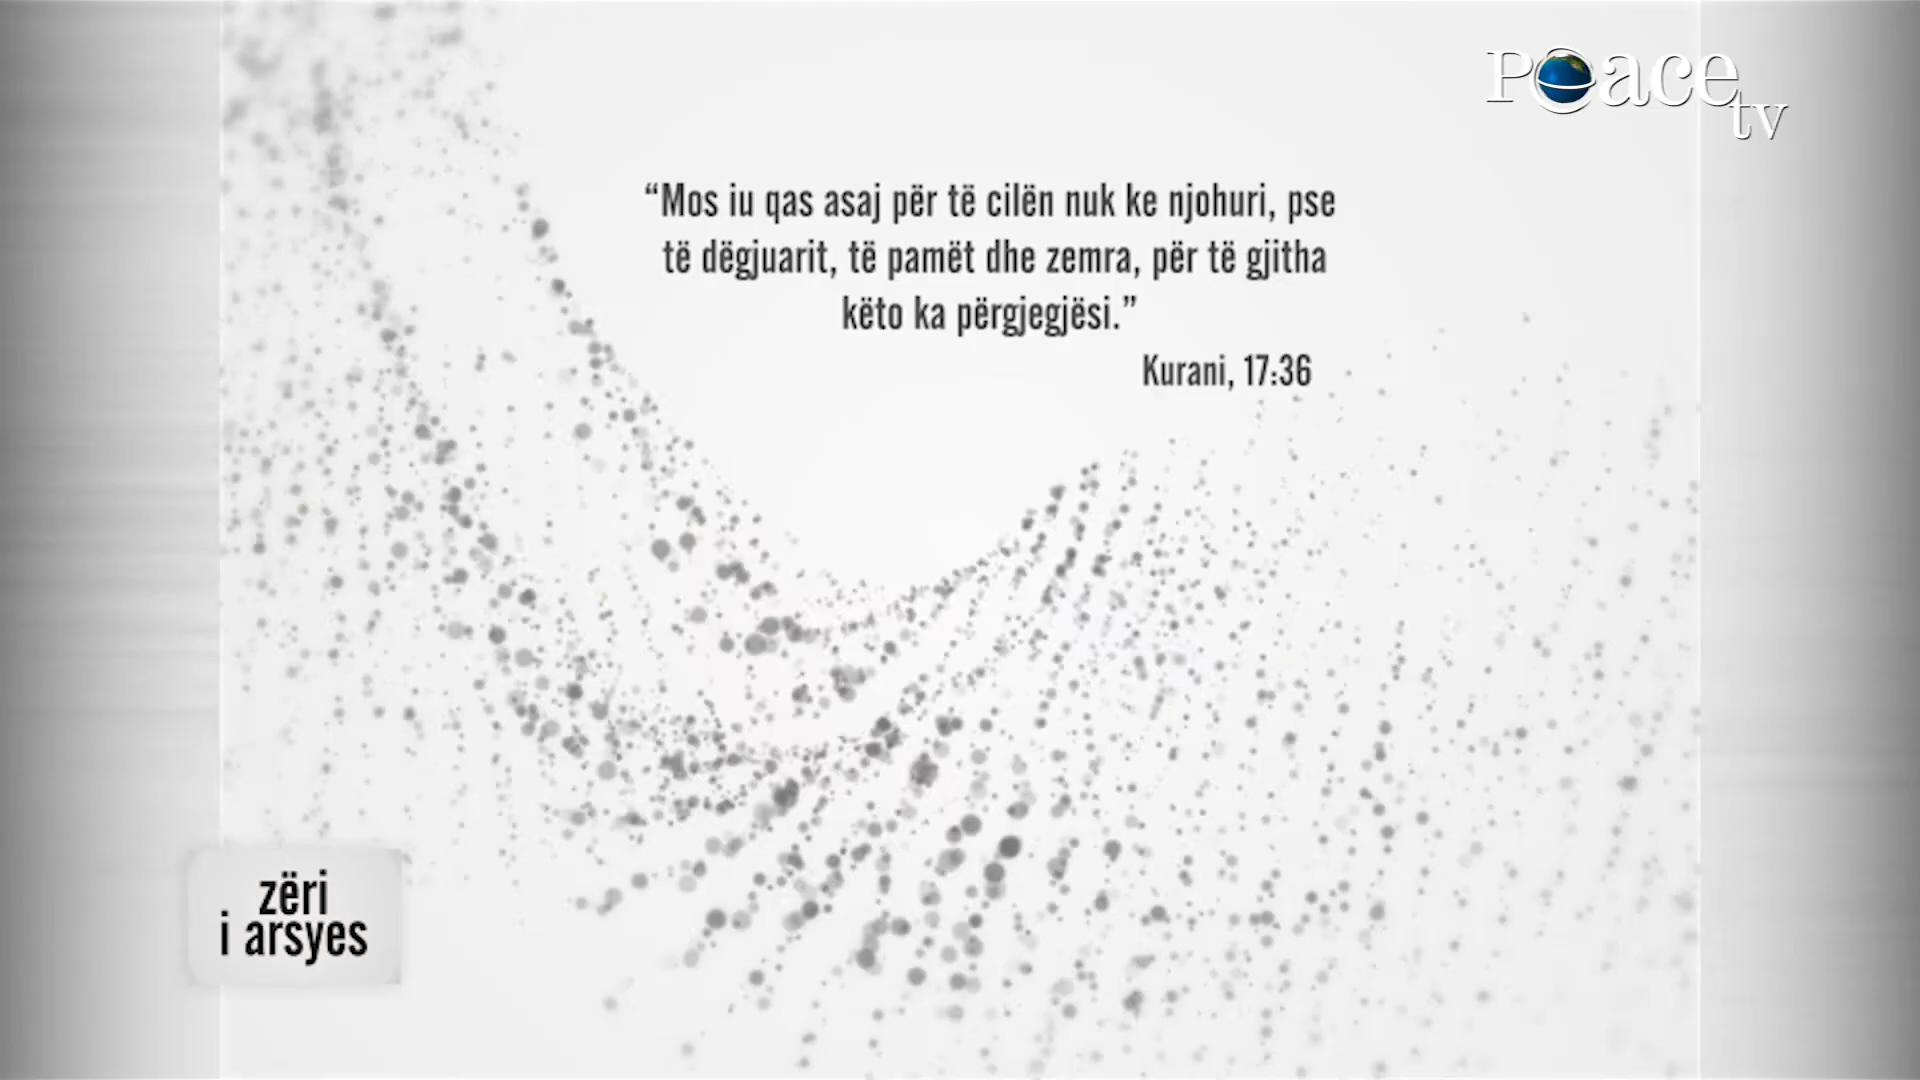 Peace
tv
“Mos iu qas asaj për të cilën nuk ke njohuri, pse
të dëgjuarit, të pamët dhe zemra, për të gjitha
këto ka përgjegjësi.”
Kurani, 17:36
zëri
i arsyes